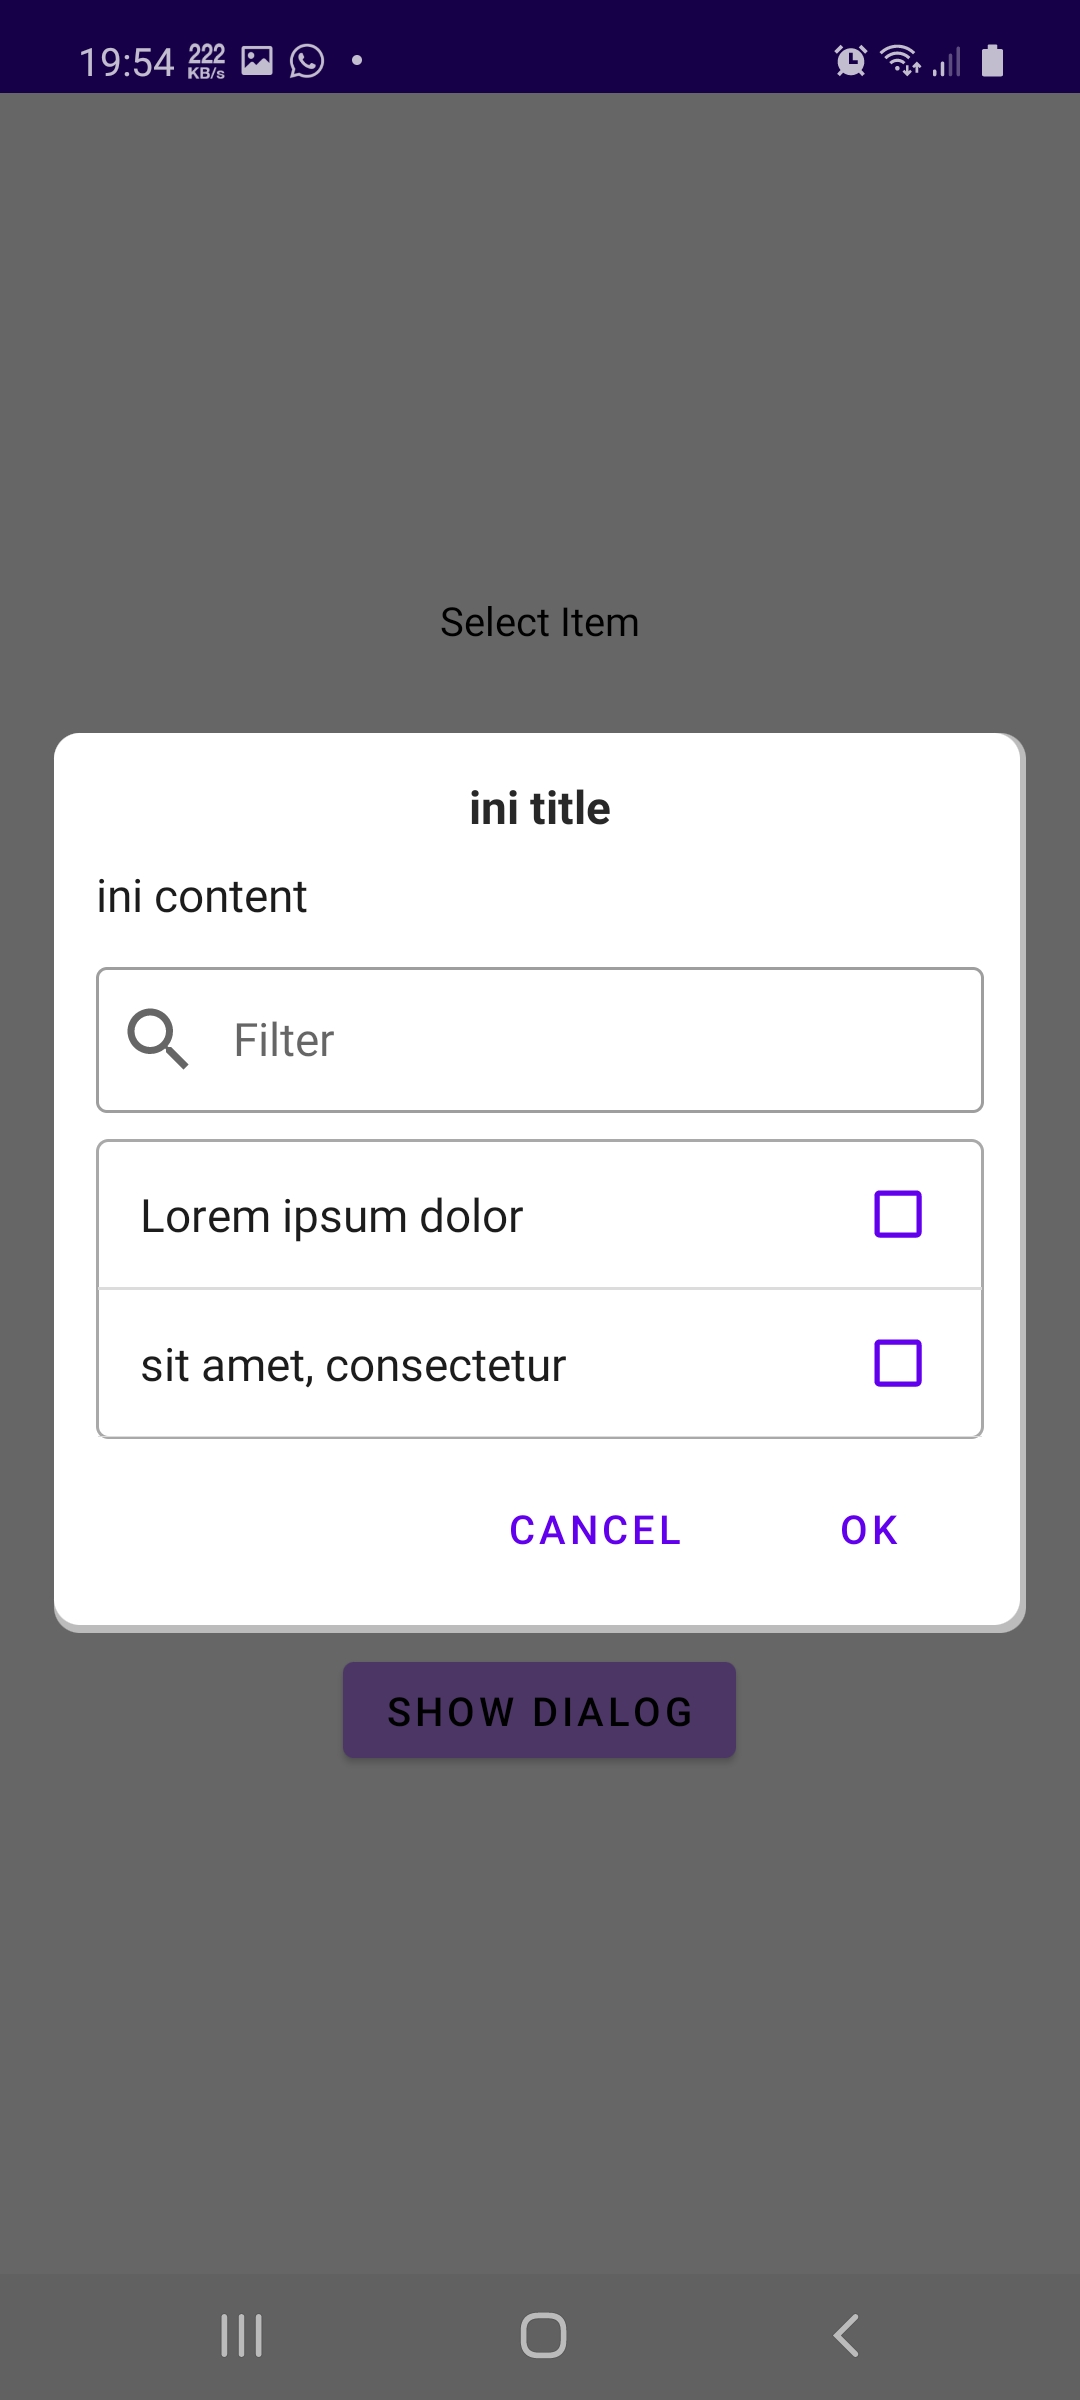 19:54 222 KB/s
Select Item
ini title
ini content
Filter
Lorem ipsum dolor
sit amet, consectetur
CANCEL OK
SHOW DIALOG